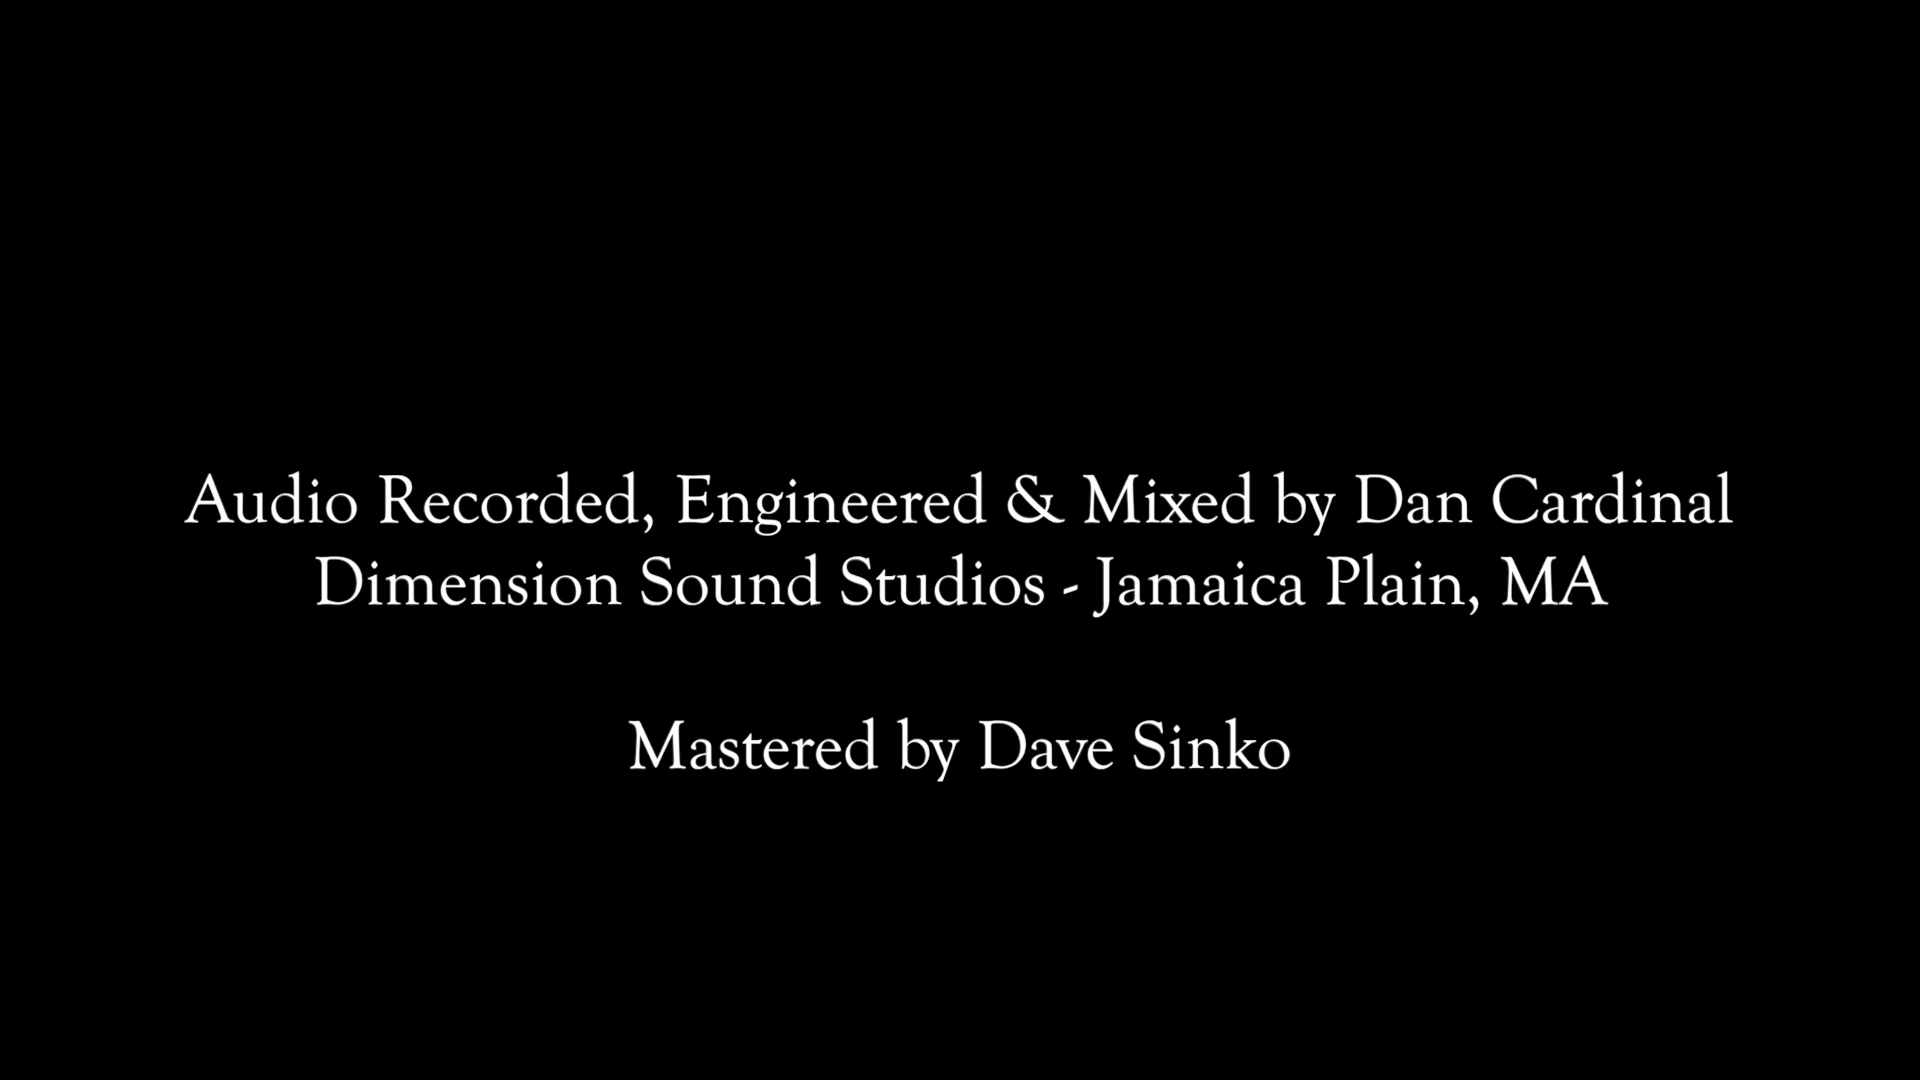 Audio Recorded, Engineered & Mixed by Dan Cardinal
Dimension Sound Studios - Jamaica Plain, MA
Mastered by Dave Sinko